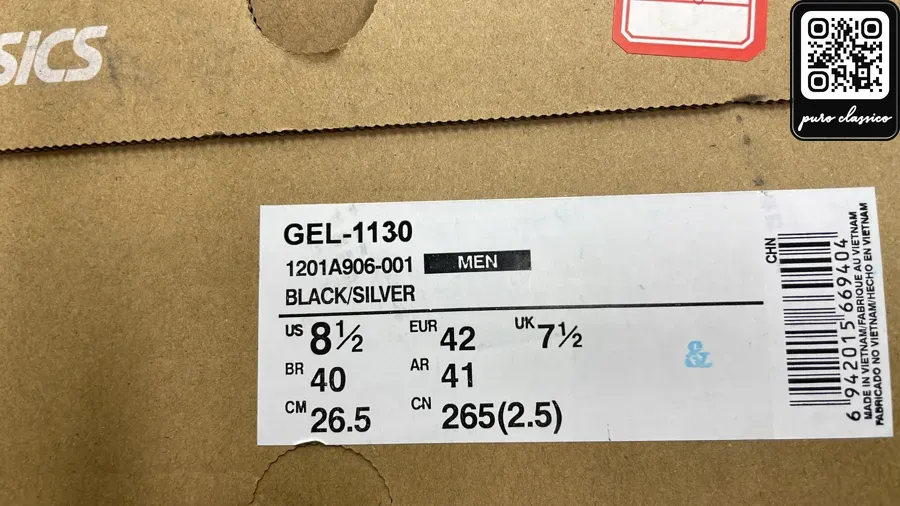 SICS
puro classico
GEL-1130
1201A906-001 MEN
BLACK/SILVER
US 8½ EUR 42 UK 7½
BR 40 AR 41
CM 26.5 CN 265(2.5)
&
CHN
6 942015 669404
MADE IN VIETNAM/FABRIQUE AU VIETNAM
FABRICADO NO VIETNAM/HECHO EN VIETNAM